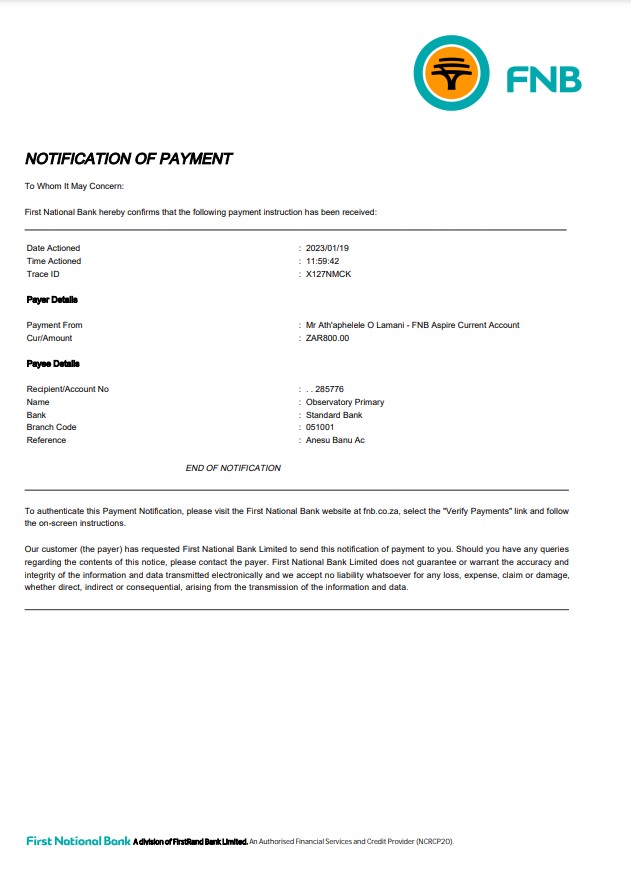 FNB
NOTIFICATION OF PAYMENT
To Whom It May Concern:
First National Bank hereby confirms that the following payment instruction has been received:
Date Actioned : 2023/01/19
Time Actioned : 11:59:42
Trace ID : X127NMCK
Payer Details
Payment From : Mr Ath'aphelele O Lamani - FNB Aspire Current Account
Cur/Amount : ZAR800.00
Payee Details
Recipient/Account No : . . 285776
Name : Observatory Primary
Bank : Standard Bank
Branch Code : 051001
Reference : Anesu Banu Ac
END OF NOTIFICATION
To authenticate this Payment Notification, please visit the First National Bank website at fnb.co.za, select the "Verify Payments" link and follow
the on-screen instructions.
Our customer (the payer) has requested First National Bank Limited to send this notification of payment to you. Should you have any queries
regarding the contents of this notice, please contact the payer. First National Bank Limited does not guarantee or warrant the accuracy and
integrity of the information and data transmitted electronically and we accept no liability whatsoever for any loss, expense, claim or damage,
whether direct, indirect or consequential, arising from the transmission of the information and data.
First National Bank A division of FirstRand Bank Limited. An Authorised Financial Services and Credit Provider (NCRCP20).